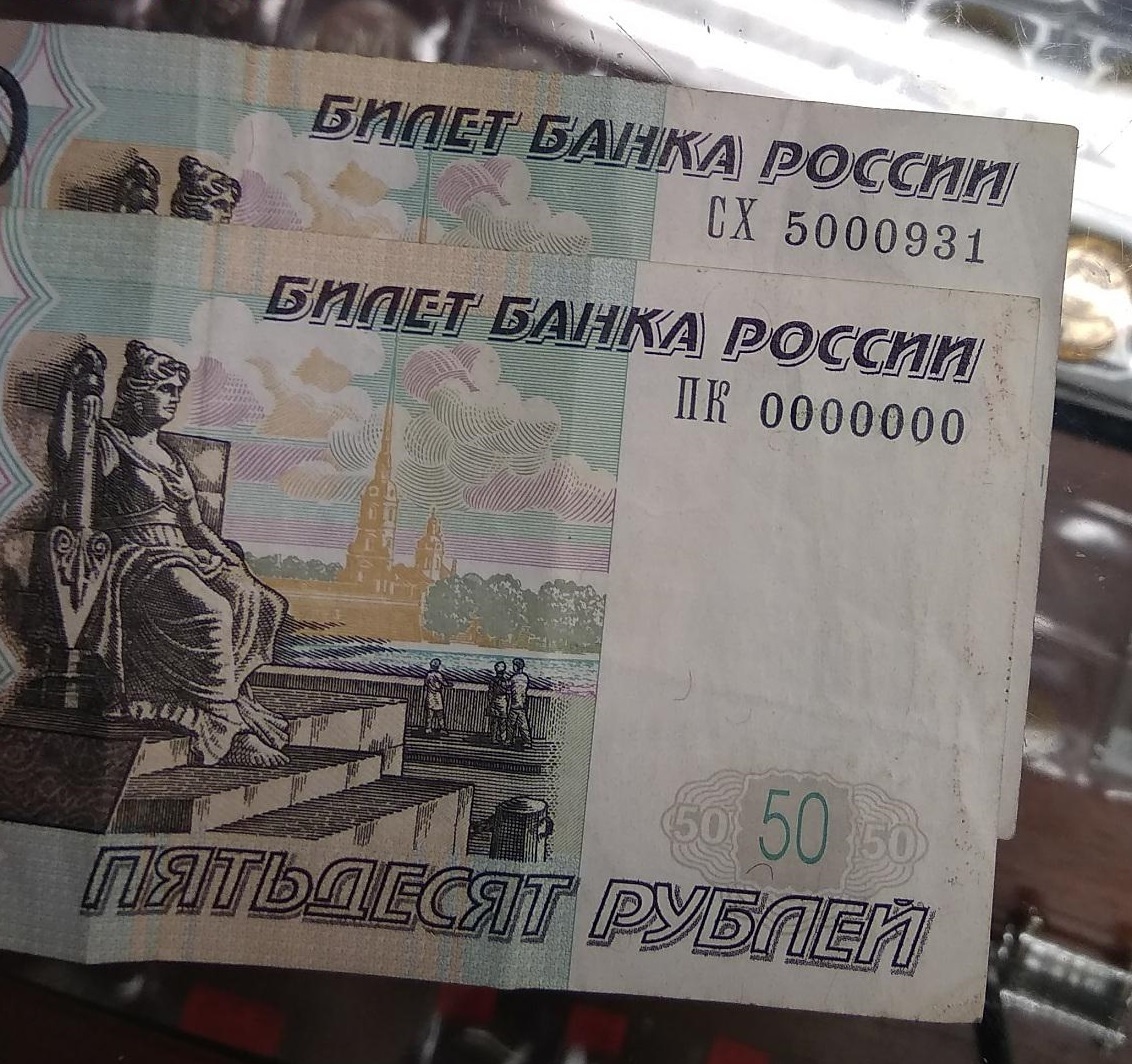 БИЛЕТ БАНКА РОССИИ
СХ 5000931
БИЛЕТ БАНКА РОССИИ
ПК 0000000
50 50 50
ПЯТЬДЕСЯТ РУБЛЕЙ